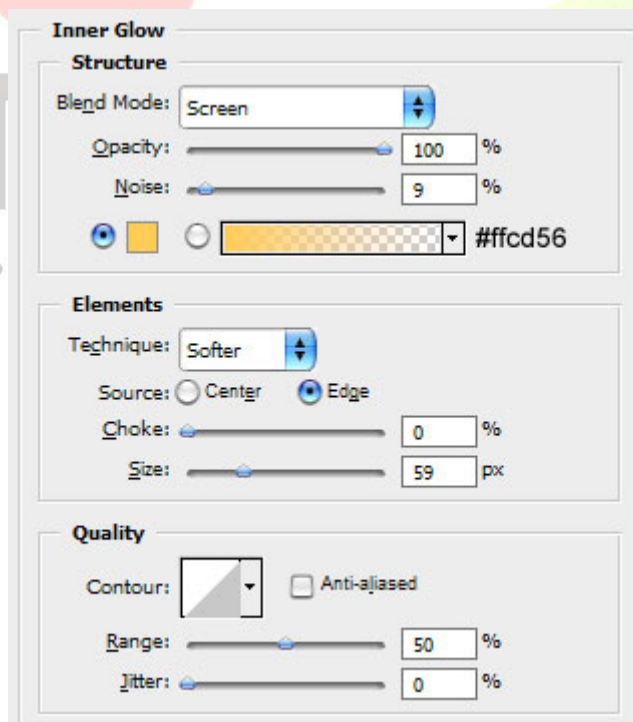 Inner Glow
Structure
Blend Mode: Screen
Opacity: 100 %
Noise: 9 %
#ffcd56
Elements
Technique: Softer
Source: Center Edge
Choke: 0 %
Size: 59 px
Quality
Contour: Anti-aliased
Range: 50 %
Jitter: 0 %